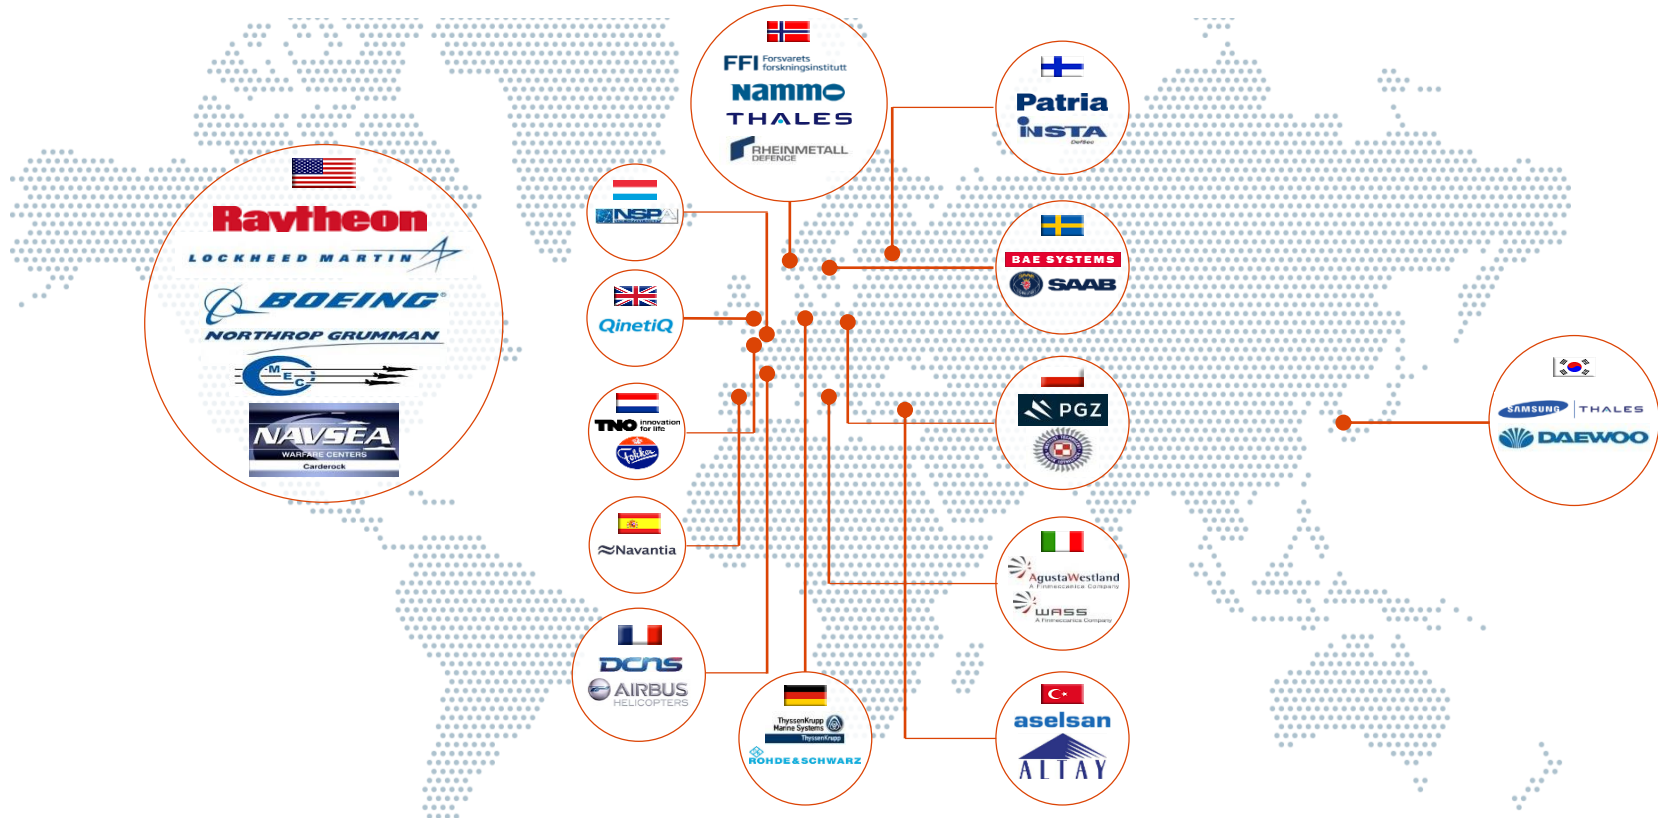 FFI Forsvarets
forskningsinstitutt
Nammo
THALES
RHEINMETALL
DEFENCE
Patria
INSTA
DefSec
Raytheon
LOCKHEED MARTIN
BOEING
NORTHROP GRUMMAN
MEC
NAVSEA
WARFARE CENTERS
Carderock
NSPA
QinetiQ
TNO innovation
for life
Fokker
Navantia
DCNS
AIRBUS
HELICOPTERS
ThyssenKrupp
Marine Systems
ThyssenKrupp
ROHDE&SCHWARZ
BAE SYSTEMS
SAAB
PGZ
AgustaWestland
A Finmeccanica Company
WASS
A Finmeccanica Company
aselsan
ALTAY
SAMSUNG THALES
DAEWOO